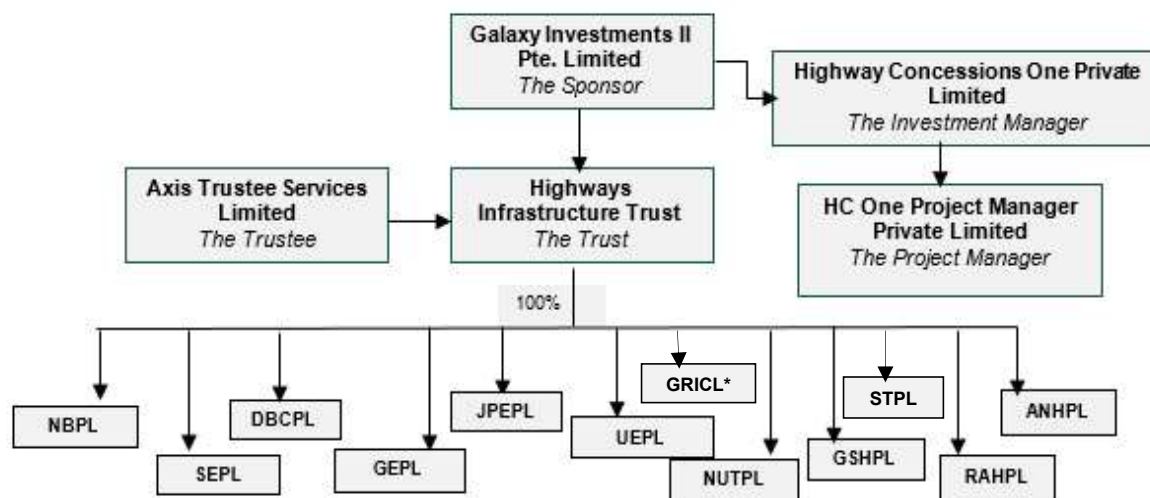 Galaxy Investments II
Pte. Limited
The Sponsor
Highway Concessions One Private
Limited
The Investment Manager
Axis Trustee Services
Limited
The Trustee
Highways
Infrastructure Trust
The Trust
HC One Project Manager
Private Limited
The Project Manager
100%
NBPL
SEPL
DBCPL
GEPL
JPEPL
UEPL
GRICL*
NUTPL
GSHPL
STPL
RAHPL
ANHPL